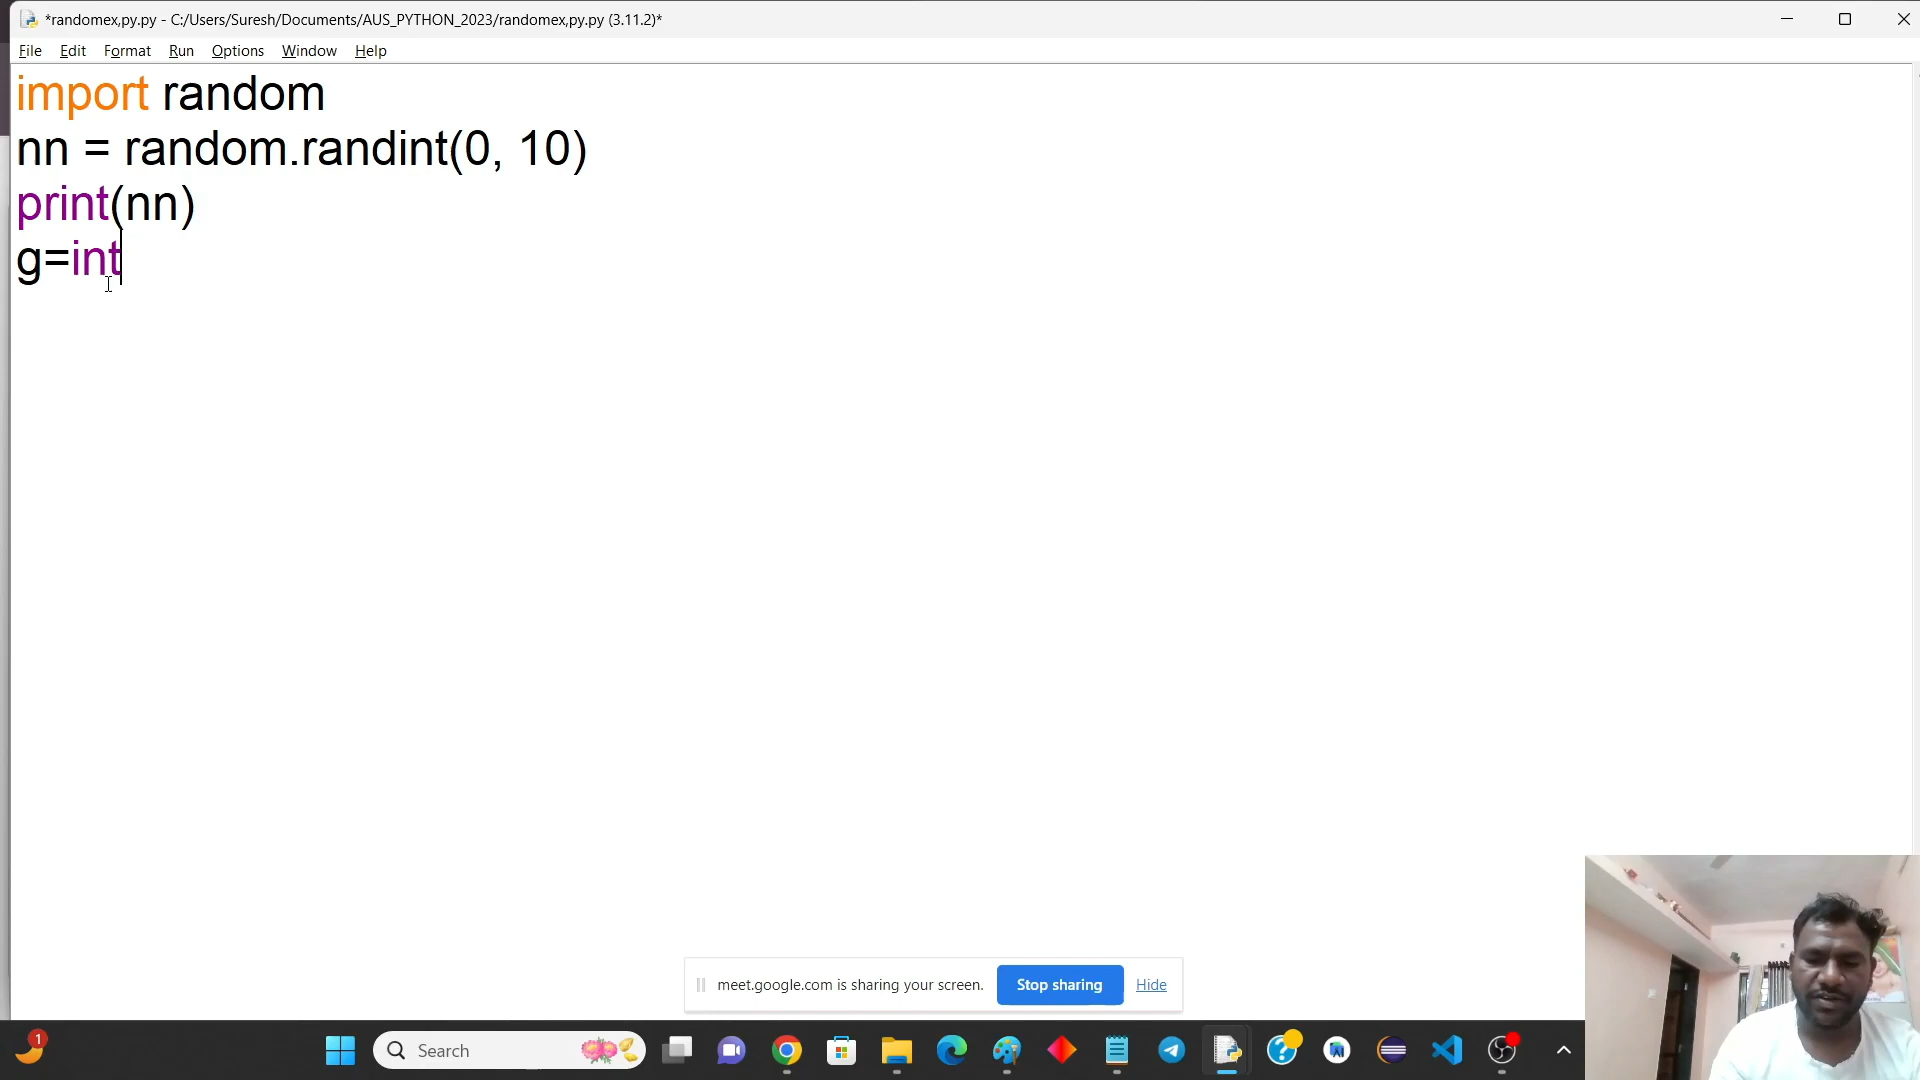 *randomex,py.py - C:/Users/Suresh/Documents/AUS_PYTHON_2023/randomex,py.py (3.11.2)*
File Edit Format Run Options Window Help
import random
nn = random.randint(0, 10)
print(nn)
g=int
meet.google.com is sharing your screen. Stop sharing Hide
1
Search